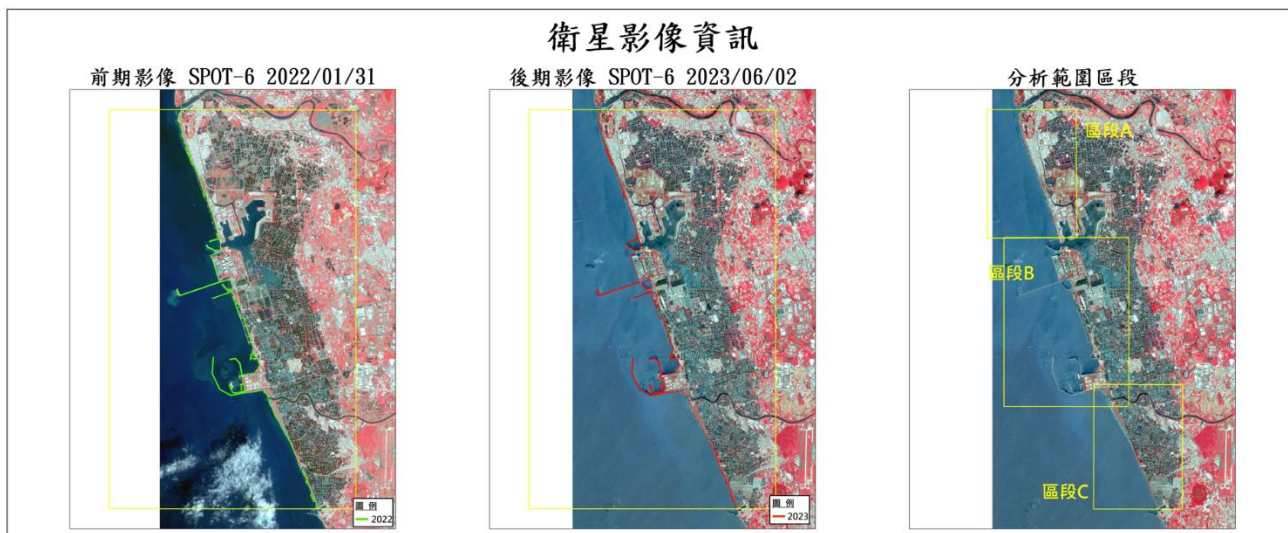 衛星影像資訊
前期影像 SPOT-6 2022/01/31
後期影像 SPOT-6 2023/06/02
分析範圍區段
圖 例
2022
圖 例
2023
區段A
區段B
區段C